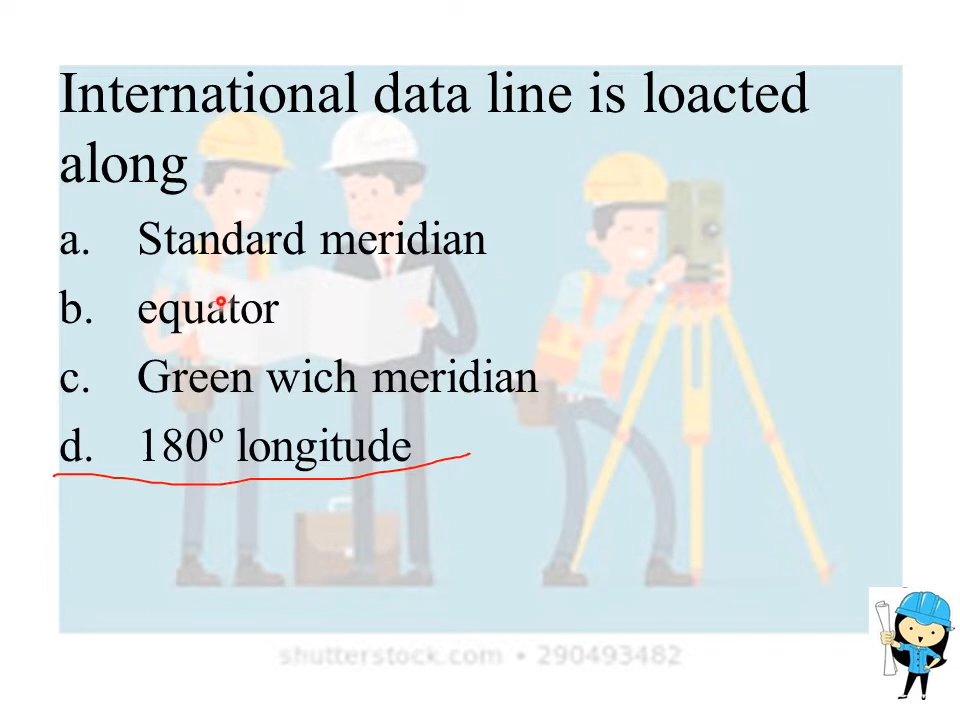 International data line is loacted
along
a. Standard meridian
b. equator
c. Green wich meridian
d. 180º longitude
shutterstock.com • 290493482